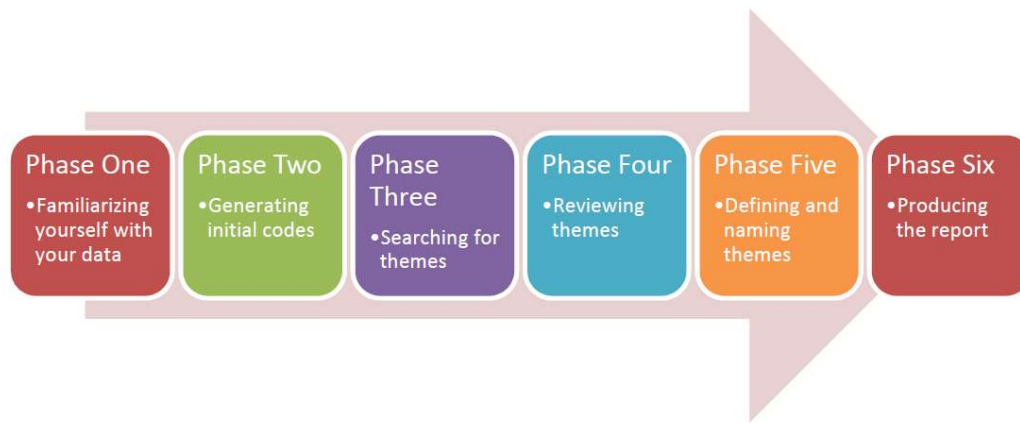 Phase One
•Familiarizing
yourself with
your data
Phase Two
•Generating
initial codes
Phase
Three
•Searching for
themes
Phase Four
•Reviewing
themes
Phase Five
•Defining and
naming
themes
Phase Six
•Producing
the report